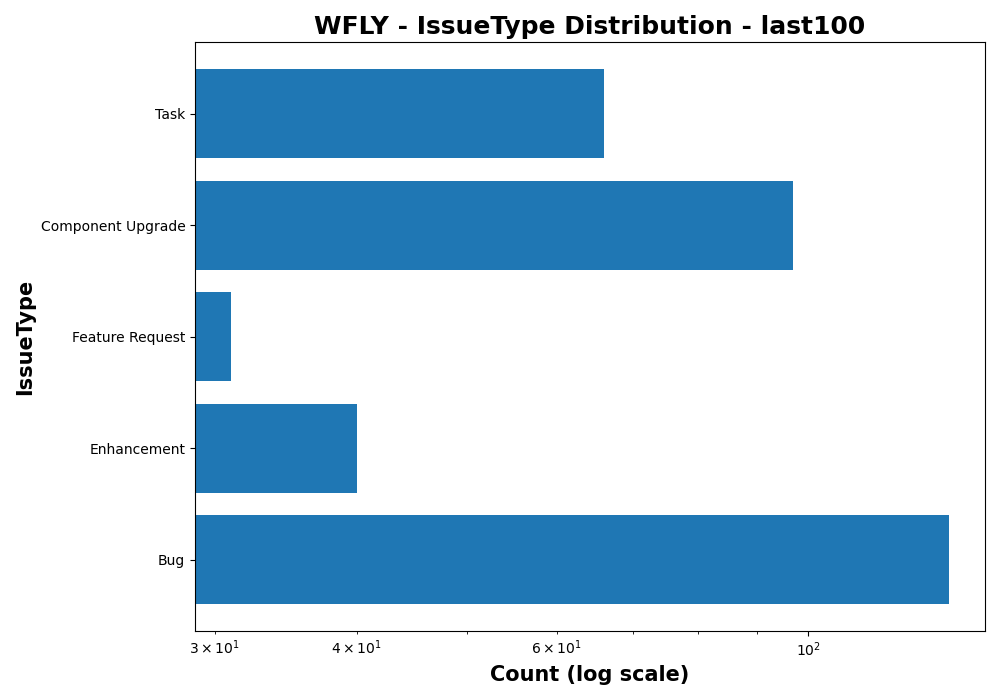 WFLY - IssueType Distribution - last100
Task
Component Upgrade
Feature Request
Enhancement
Bug
IssueType
3 × 10¹ 4 × 10¹ 6 × 10¹ 10²
Count (log scale)